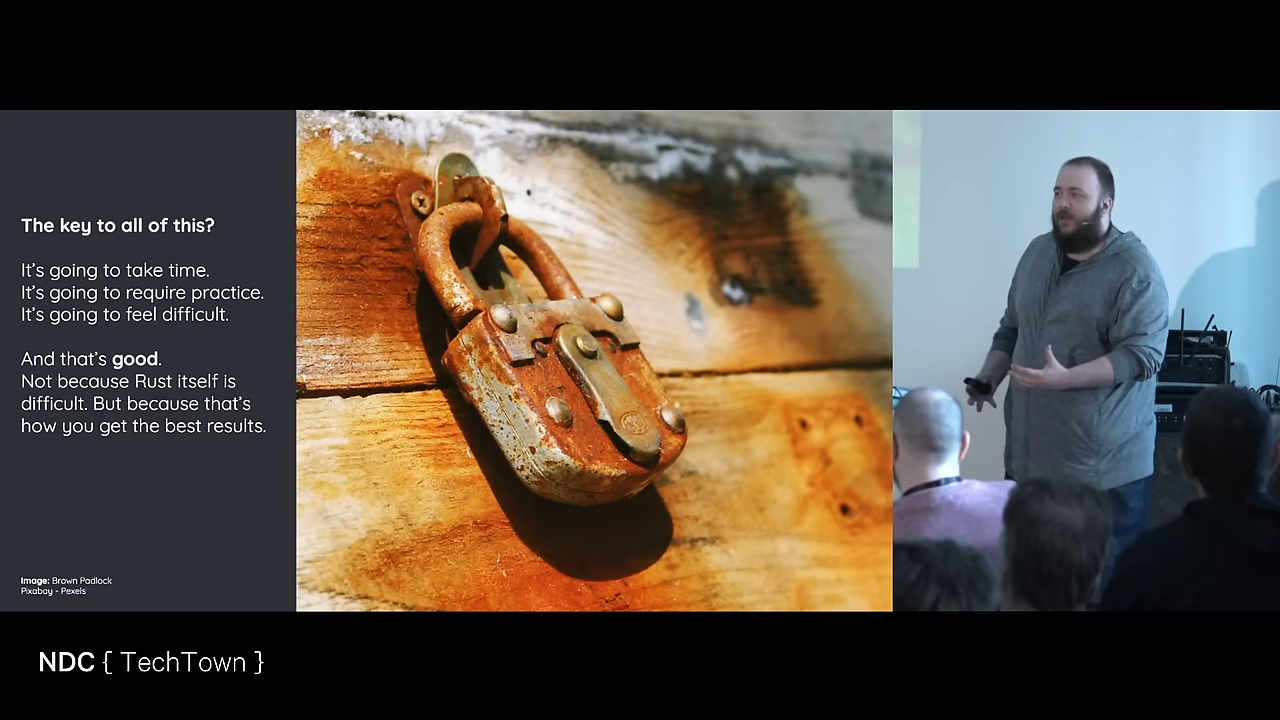 The key to all of this?
It's going to take time.
It's going to require practice.
It's going to feel difficult.
And that's good.
Not because Rust itself is
difficult. But because that's
how you get the best results.
Image: Brown Padlock
Pixabay - Pexels
NDC { TechTown }